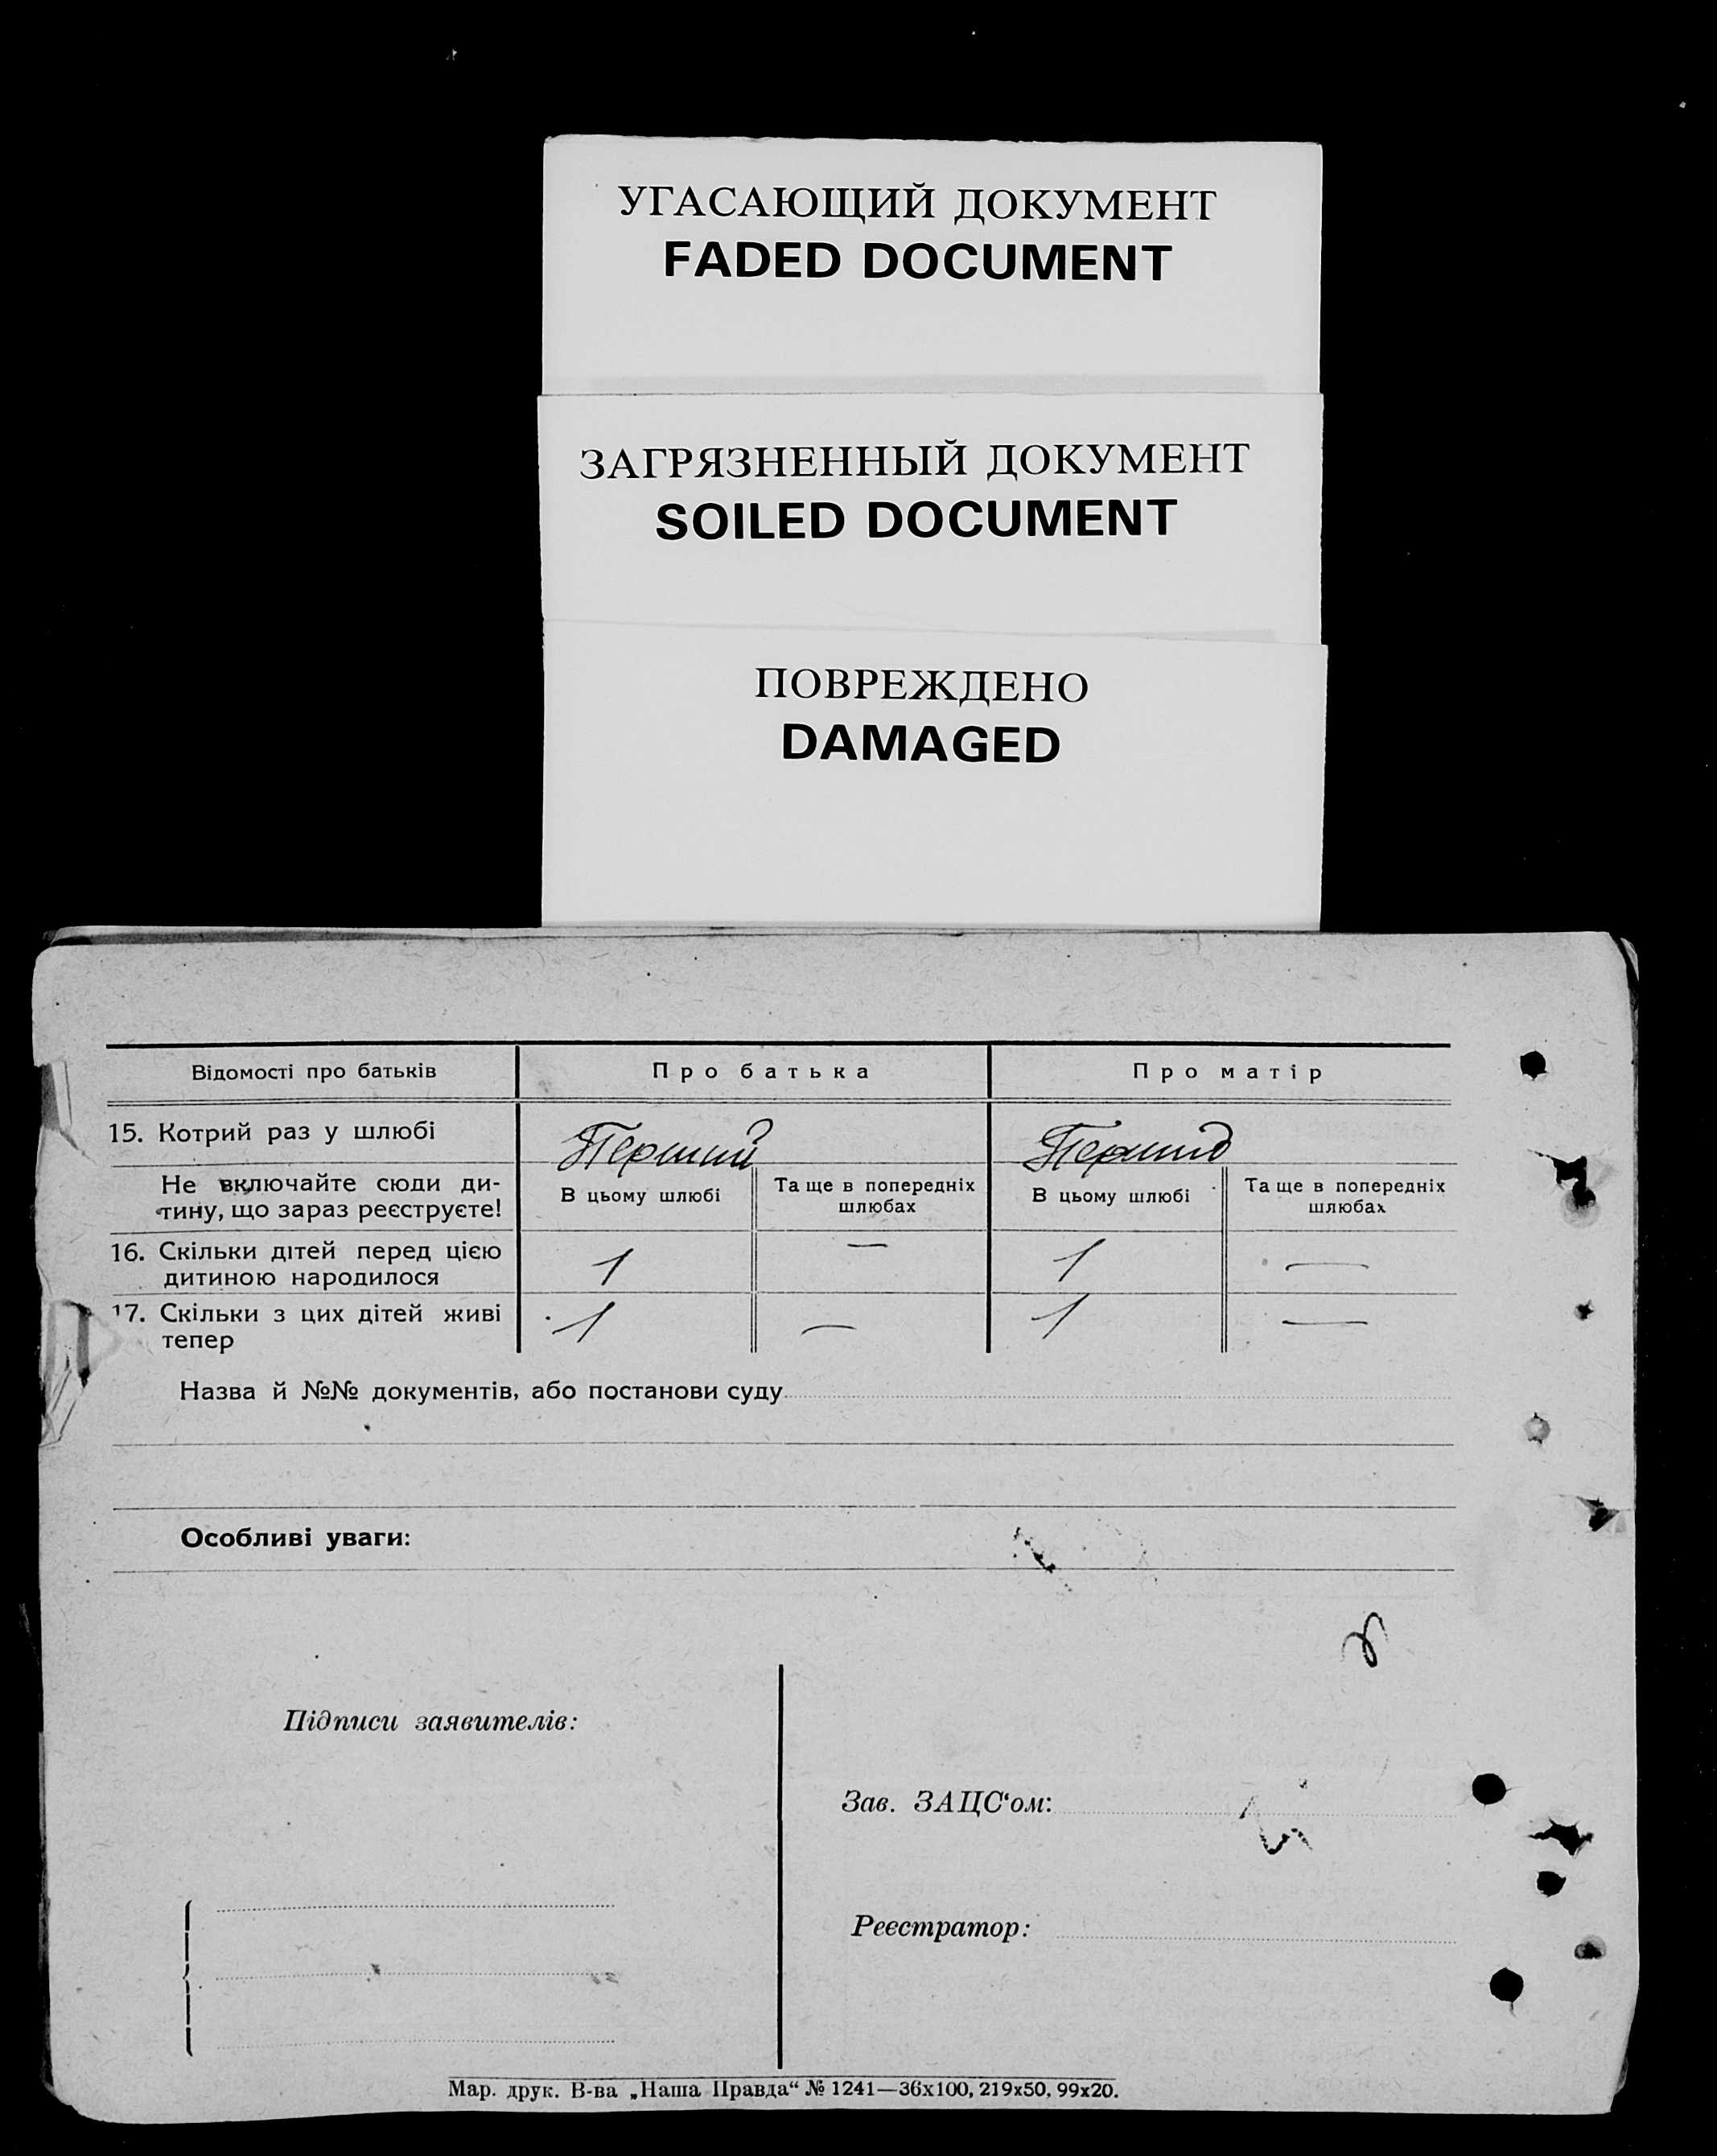 УГАСАЮЩИЙ ДОКУМЕНТ
FADED DOCUMENT
ЗАГРЯЗНЕННЫЙ ДОКУМЕНТ
SOILED DOCUMENT
ПОВРЕЖДЕНО
DAMAGED
Відомості про батьків Про батька Про матір
15. Котрий раз у шлюбі Перший Перший
Не включайте сюди ди-
тину, що зараз реєструєте!
В цьому шлюбі
Та ще в попередніх
шлюбах
В цьому шлюбі
Та ще в попередніх
шлюбах
16. Скільки дітей перед цією
дитиною народилося
1 — 1 —
17. Скільки з цих дітей живі
тепер
1 — 1 —
Назва й №№ документів, або постанови суду
Особливі уваги:
Підписи заявителів:
Зав. ЗАЦС‘ом:
Реєстратор:
Мар. друк. В-ва „Наша Правда“ № 1241—36х100, 219х50, 99х20.